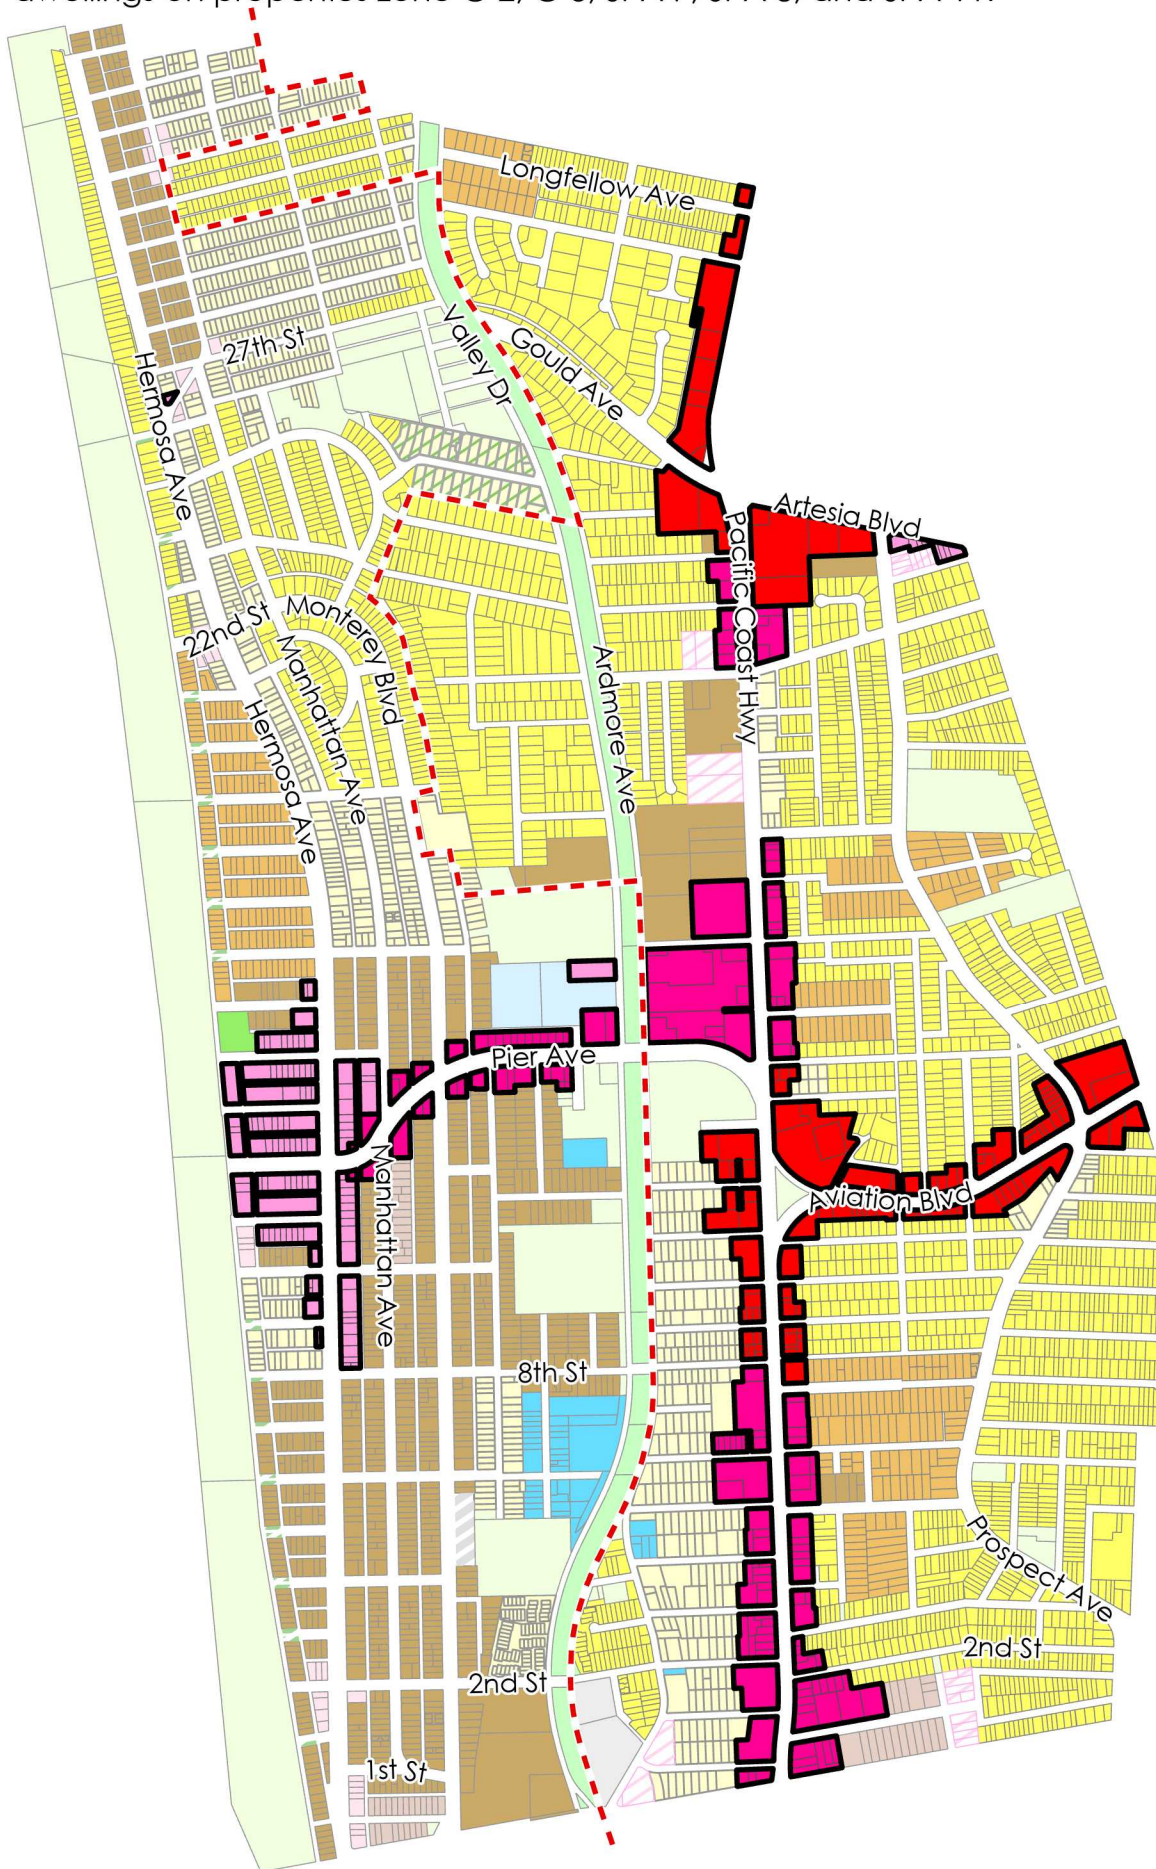 Longfellow Ave
27th St
Valley Dr
Gould Ave
Hermosa Ave
Artesia Blvd
Pacific Coast Hwy
22nd St
Monterey Blvd
Manhattan Ave
Ardmore Ave
Hermosa Ave
Pier Ave
Manhattan Ave
Aviation Blvd
8th St
Prospect Ave
2nd St
2nd St
1st St